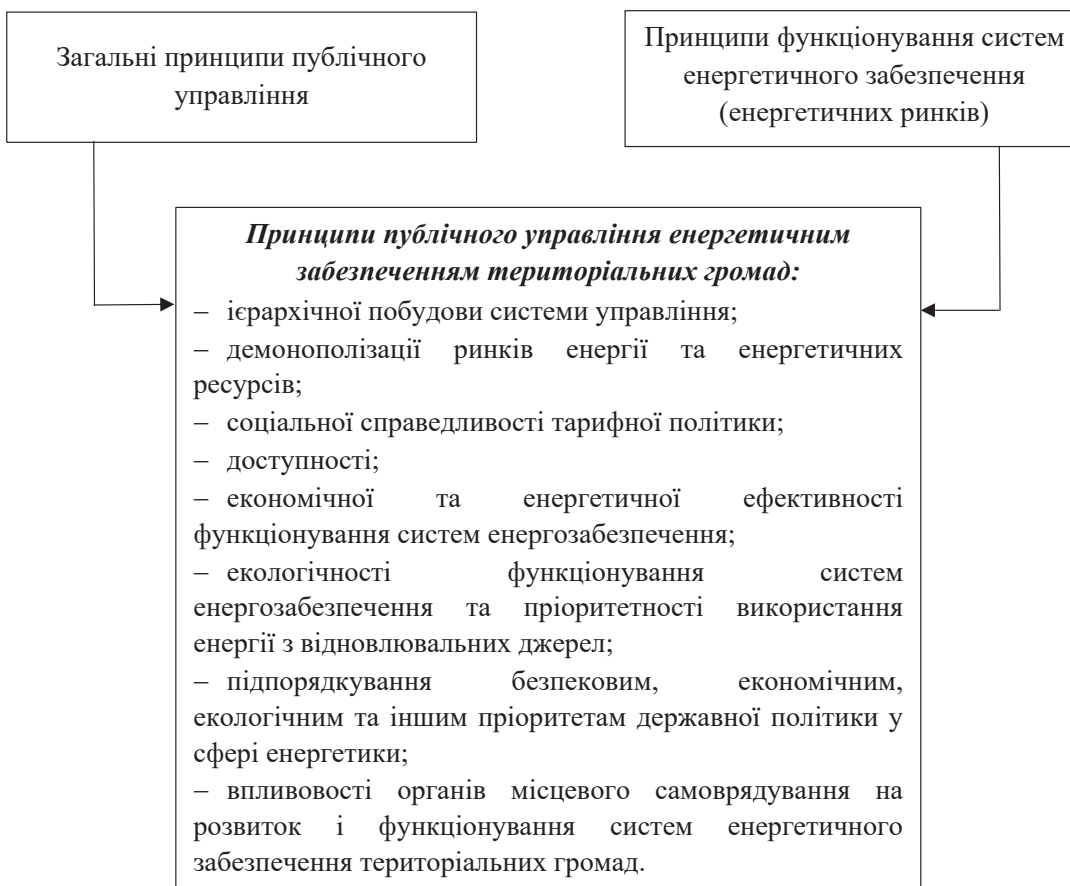 Загальні принципи публічного
управління
Принципи функціонування систем
енергетичного забезпечення
(енергетичних ринків)
Принципи публічного управління енергетичним
забезпеченням територіальних громад:
– ієрархічної побудови системи управління;
– демонополізації ринків енергії та енергетичних
ресурсів;
– соціальної справедливості тарифної політики;
– доступності;
– економічної та енергетичної ефективності
функціонування систем енергозабезпечення;
– екологічності функціонування систем
енергозабезпечення та пріоритетності використання
енергії з відновлювальних джерел;
– підпорядкування безпековим, економічним,
екологічним та іншим пріоритетам державної політики у
сфері енергетики;
– впливовості органів місцевого самоврядування на
розвиток і функціонування систем енергетичного
забезпечення територіальних громад.